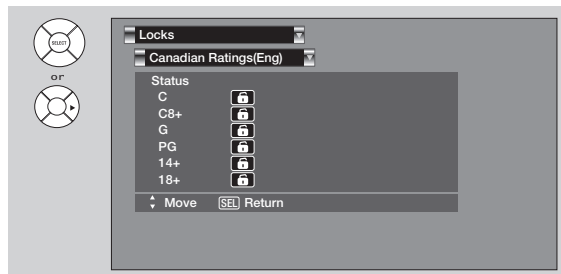 SELECT
or
Locks
Canadian Ratings(Eng)
Status
C
C8+
G
PG
14+
18+
Move SEL Return